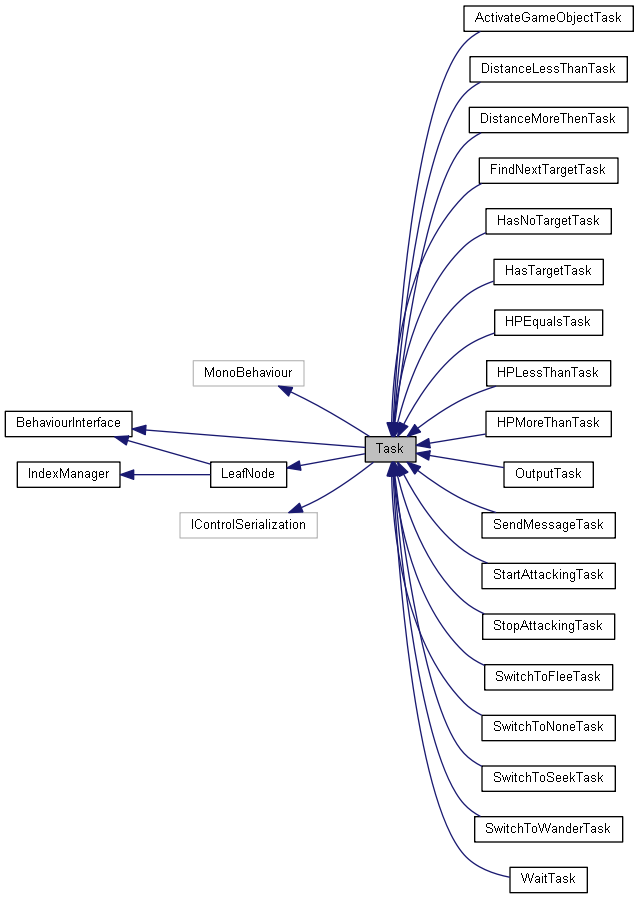 ActivateGameObjectTask
DistanceLessThanTask
DistanceMoreThenTask
FindNextTargetTask
HasNoTargetTask
HasTargetTask
HPEqualsTask
MonoBehaviour
HPLessThanTask
BehaviourInterface
HPMoreThanTask
Task
IndexManager
LeafNode
OutputTask
IControlSerialization
SendMessageTask
StartAttackingTask
StopAttackingTask
SwitchToFleeTask
SwitchToNoneTask
SwitchToSeekTask
SwitchToWanderTask
WaitTask